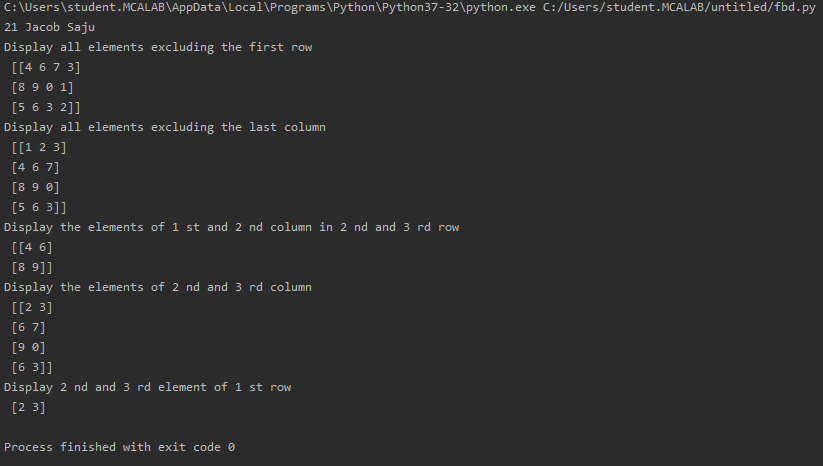 C:\Users\student.MCALAB\AppData\Local\Programs\Python\Python37-32\python.exe C:/Users/student.MCALAB/untitled/fbd.py
21 Jacob Saju
Display all elements excluding the first row
 [[4 6 7 3]
 [8 9 0 1]
 [5 6 3 2]]
Display all elements excluding the last column
 [[1 2 3]
 [4 6 7]
 [8 9 0]
 [5 6 3]]
Display the elements of 1 st and 2 nd column in 2 nd and 3 rd row
 [[4 6]
 [8 9]]
Display the elements of 2 nd and 3 rd column
 [[2 3]
 [6 7]
 [9 0]
 [6 3]]
Display 2 nd and 3 rd element of 1 st row
 [2 3]
Process finished with exit code 0